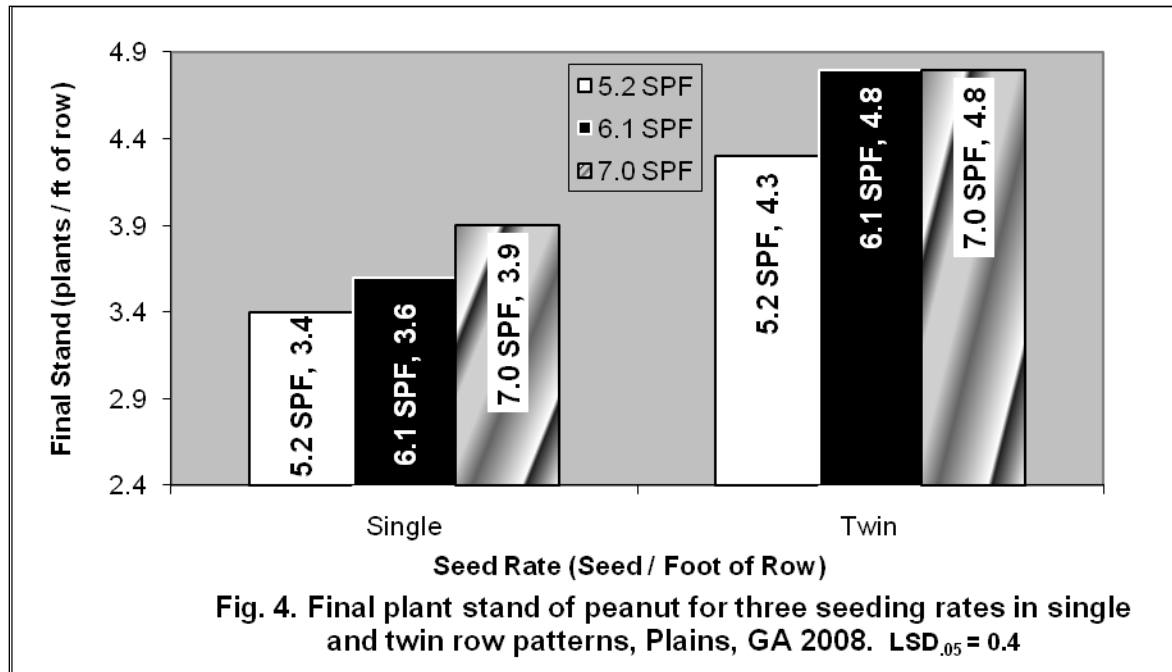 4.9
4.4
3.9
3.4
2.9
2.4
Final Stand (plants / ft of row)
5.2 SPF
6.1 SPF
7.0 SPF
5.2 SPF, 3.4
6.1 SPF, 3.6
7.0 SPF, 3.9
5.2 SPF, 4.3
6.1 SPF, 4.8
7.0 SPF, 4.8
Single
Twin
Seed Rate (Seed / Foot of Row)
Fig. 4. Final plant stand of peanut for three seeding rates in single
and twin row patterns, Plains, GA 2008. LSD.05 = 0.4